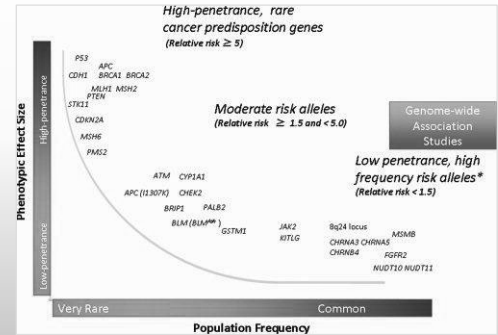 High-penetrance, rare
cancer predisposition genes
(Relative risk ≥ 5)
P53
APC
CDH1 BRCA1 BRCA2
MLH1 MSH2
PTEN
STK11
CDKN2A
MSH6
PMS2
Moderate risk alleles
(Relative risk ≥ 1.5 and < 5.0)
Genome-wide
Association
Studies
Low penetrance, high
frequency risk alleles*
(Relative risk < 1.5)
ATM CYP1A1
APC (I1307K) CHEK2
BRIP1 PALB2
GSTM1
JAK2
KITLG
8q24 locus
CHRNA3 CHRNA5
CHRNB4
MSMB
FGFR2
NUDT10 NUDT11
Phenotypic Effect Size
High-penetrance
Low-penetrance
Very Rare Common
Population Frequency